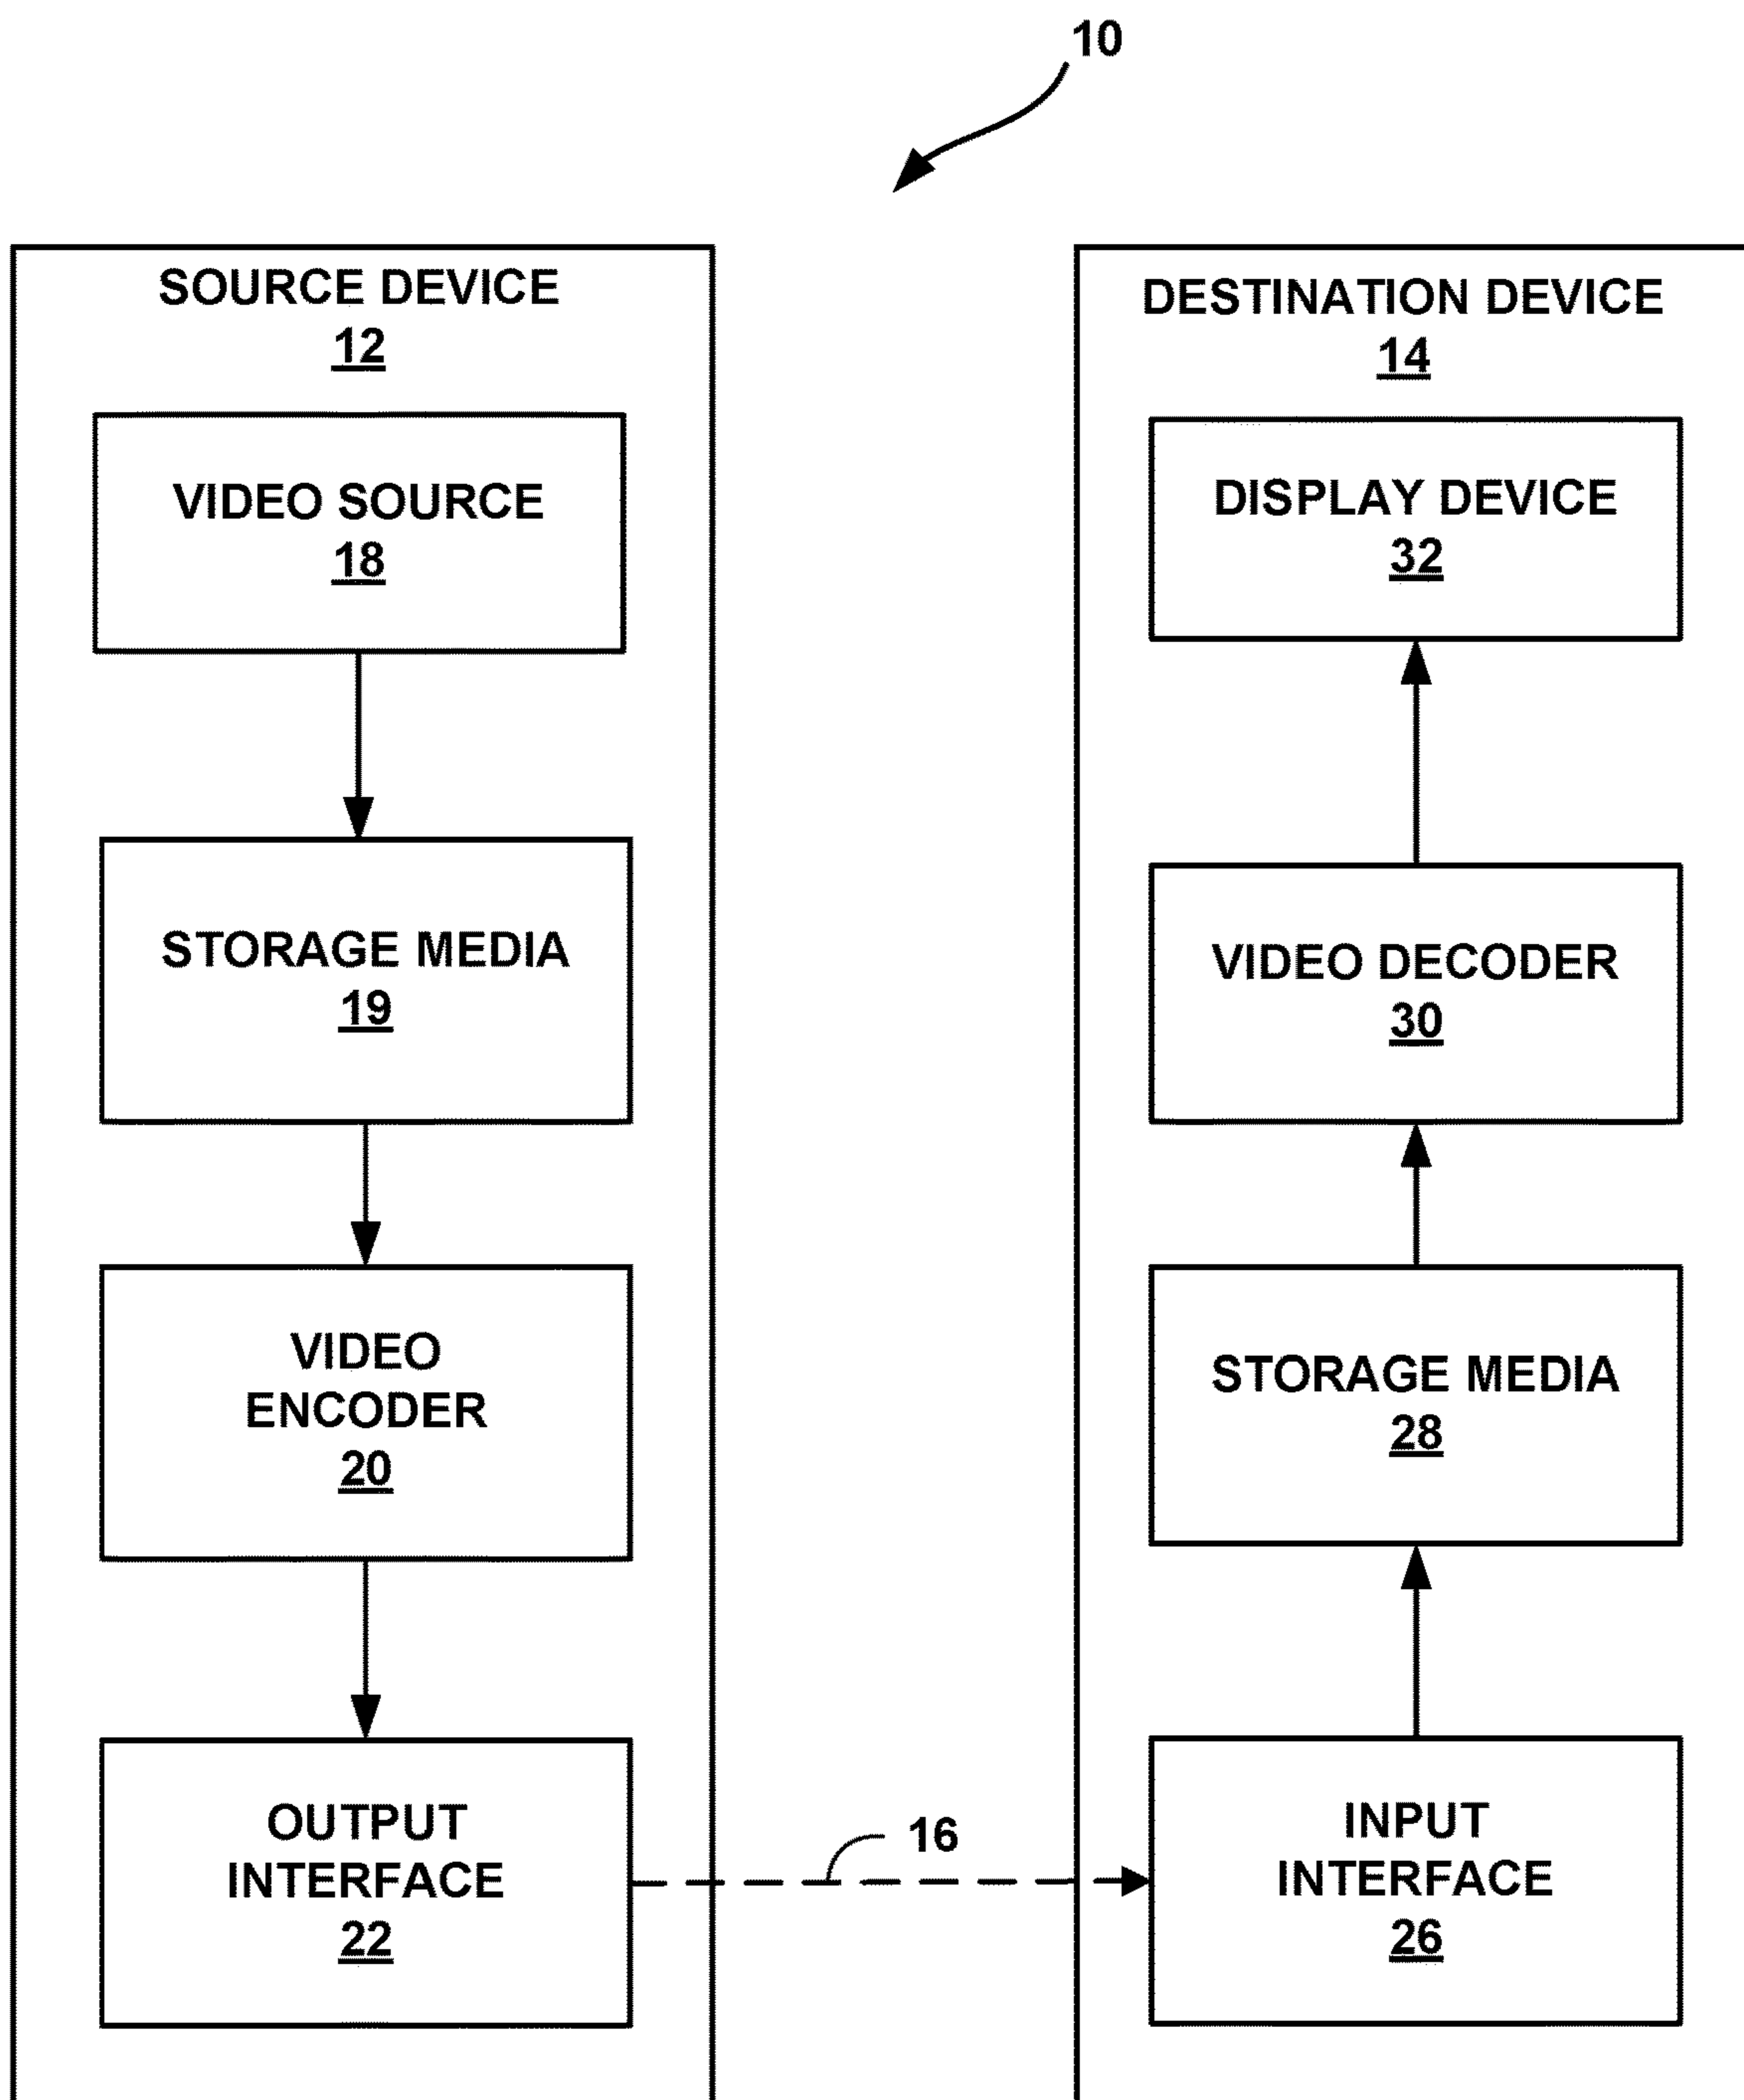 10
SOURCE DEVICE
12
VIDEO SOURCE
18
STORAGE MEDIA
19
VIDEO
ENCODER
20
OUTPUT
INTERFACE
22
16
DESTINATION DEVICE
14
DISPLAY DEVICE
32
VIDEO DECODER
30
STORAGE MEDIA
28
INPUT
INTERFACE
26